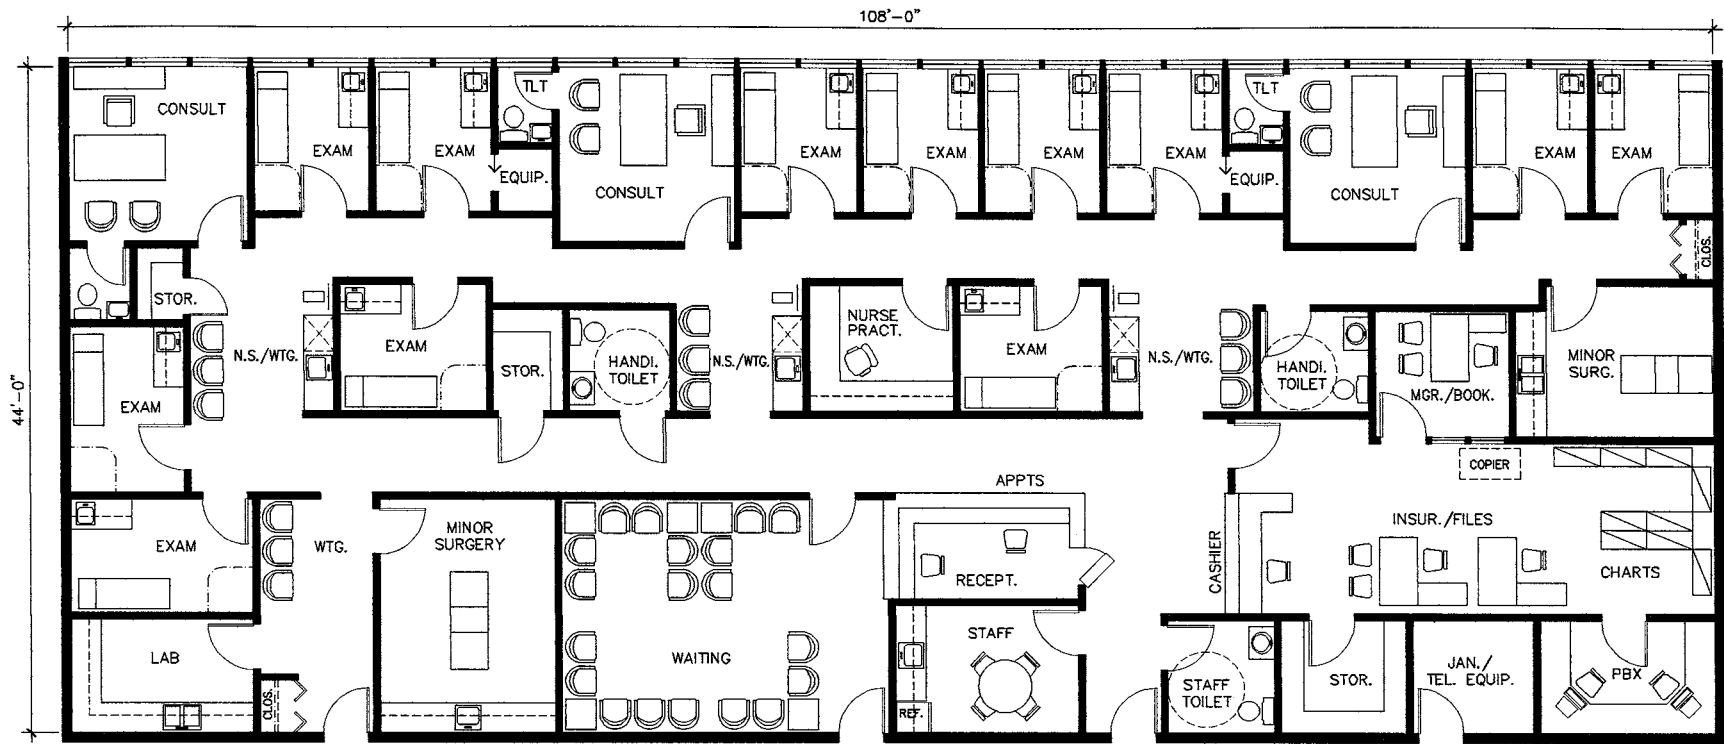 108'-0"
44'-0"
CONSULT
EXAM
EXAM
TLT
EQUIP.
CONSULT
EXAM
EXAM
EXAM
EXAM
TLT
EQUIP.
CONSULT
EXAM
EXAM
CLOS.
STOR.
N.S./WTG.
EXAM
STOR.
HANDI.
TOILET
N.S./WTG.
NURSE
PRACT.
EXAM
N.S./WTG.
HANDI.
TOILET
MGR./BOOK.
MINOR
SURG.
EXAM
COPIER
APPTS
EXAM
WTG.
MINOR
SURGERY
WAITING
RECEPT.
CASHIER
INSUR./FILES
CHARTS
LAB
CLOS.
STAFF
REF.
STAFF
TOILET
STOR.
JAN./
TEL. EQUIP.
PBX